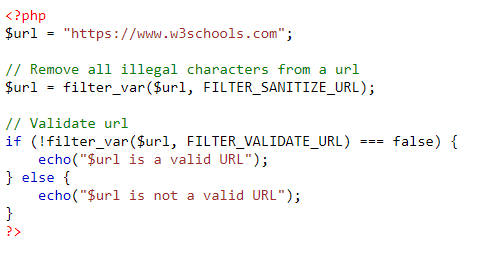 <?php
$url = "https://www.w3schools.com";
// Remove all illegal characters from a url
$url = filter_var($url, FILTER_SANITIZE_URL);
// Validate url
if (!filter_var($url, FILTER_VALIDATE_URL) === false) {
    echo("$url is a valid URL");
} else {
    echo("$url is not a valid URL");
}
?>